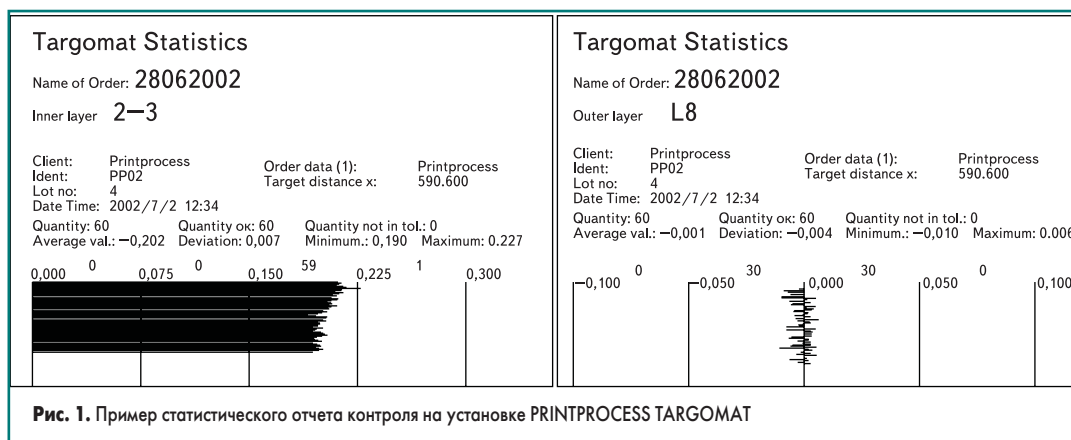 Targomat Statistics
Name of Order: 28062002
Inner layer 2—3
Client: Printprocess
Ident: PP02
Lot no: 4
Date Time: 2002/7/2 12:34
Order data (1): Printprocess
Target distance x: 590.600
Quantity: 60 Quantity ок: 60 Quantity not in tol.: 0
Average val.: —0,202 Deviation: 0,007 Minimum.: 0,190 Maximum: 0.227
0 0 59 1
0,000 0,075 0,150 0,225 0,300
Targomat Statistics
Name of Order: 28062002
Outer layer L8
Client: Printprocess
Ident: PP02
Lot no: 4
Date Time: 2002/7/2 12:34
Order data (1): Printprocess
Target distance x: 590.600
Quantity: 60 Quantity ок: 60 Quantity not in tol.: 0
Average val.: —0,001 Deviation: —0,004 Minimum.: —0,010 Maximum: 0.006
0 30 30 0
—0,100 —0,050 0,000 0,050 0,100
Рис. 1. Пример статистического отчета контроля на установке PRINTPROCESS TARGOMAT